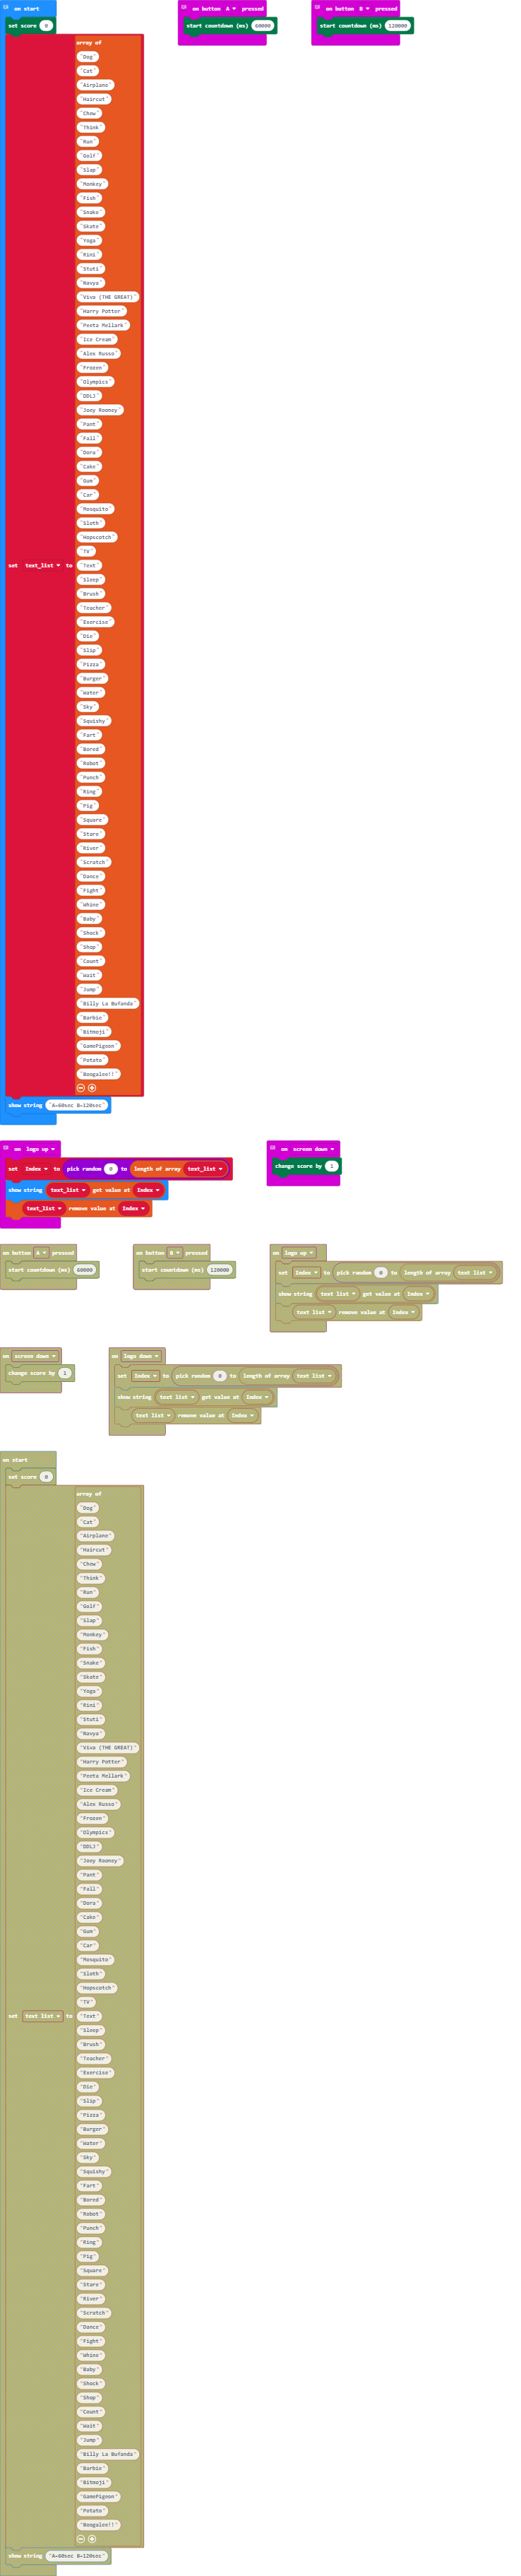 on start
set score 0
set text_list to array of
"Dog"
"Cat"
"Airplane"
"Haircut"
"Chew"
"Think"
"Run"
"Golf"
"Slap"
"Monkey"
"Fish"
"Snake"
"Skate"
"Yoga"
"Rini"
"Stuti"
"Navya"
"Viva (THE GREAT)"
"Harry Potter"
"Peeta Mellark"
"Ice Cream"
"Alex Russo"
"Frozen"
"Olympics"
"DDLJ"
"Joey Rooney"
"Pant"
"Fall"
"Dora"
"Cake"
"Gum"
"Car"
"Mosquito"
"Sloth"
"Hopscotch"
"TV"
"Text"
"Sleep"
"Brush"
"Teacher"
"Exercise"
"Die"
"Slip"
"Pizza"
"Burger"
"Water"
"Sky"
"Squishy"
"Fart"
"Bored"
"Robot"
"Punch"
"Ring"
"Pig"
"Square"
"Stare"
"River"
"Scratch"
"Dance"
"Fight"
"Whine"
"Baby"
"Shock"
"Shop"
"Count"
"Wait"
"Jump"
"Billy La Bufanda"
"Barbie"
"Bitmoji"
"GamePigeon"
"Potato"
"Boogalee!!"
show string "A=60sec B=120sec"
on button A pressed
start countdown (ms) 60000
on button B pressed
start countdown (ms) 120000
on logo up
set Index to pick random 0 to length of array text_list
show string text_list get value at Index
text_list remove value at Index
on screen down
change score by 1
on button A pressed
start countdown (ms) 60000
on button B pressed
start countdown (ms) 120000
on logo up
set Index to pick random 0 to length of array text list
show string text list get value at Index
text list remove value at Index
on screen down
change score by 1
on logo down
set Index to pick random 0 to length of array text list
show string text list get value at Index
text list remove value at Index
on start
set score 0
set text list to array of
"Dog"
"Cat"
"Airplane"
"Haircut"
"Chew"
"Think"
"Run"
"Golf"
"Slap"
"Monkey"
"Fish"
"Snake"
"Skate"
"Yoga"
"Rini"
"Stuti"
"Navya"
"Viva (THE GREAT)"
"Harry Potter"
"Peeta Mellark"
"Ice Cream"
"Alex Russo"
"Frozen"
"Olympics"
"DDLJ"
"Joey Rooney"
"Pant"
"Fall"
"Dora"
"Cake"
"Gum"
"Car"
"Mosquito"
"Sloth"
"Hopscotch"
"TV"
"Text"
"Sleep"
"Brush"
"Teacher"
"Exercise"
"Die"
"Slip"
"Pizza"
"Burger"
"Water"
"Sky"
"Squishy"
"Fart"
"Bored"
"Robot"
"Punch"
"Ring"
"Pig"
"Square"
"Stare"
"River"
"Scratch"
"Dance"
"Fight"
"Whine"
"Baby"
"Shock"
"Shop"
"Count"
"Wait"
"Jump"
"Billy La Bufanda"
"Barbie"
"Bitmoji"
"GamePigeon"
"Potato"
"Boogalee!!"
show string "A=60sec B=120sec"